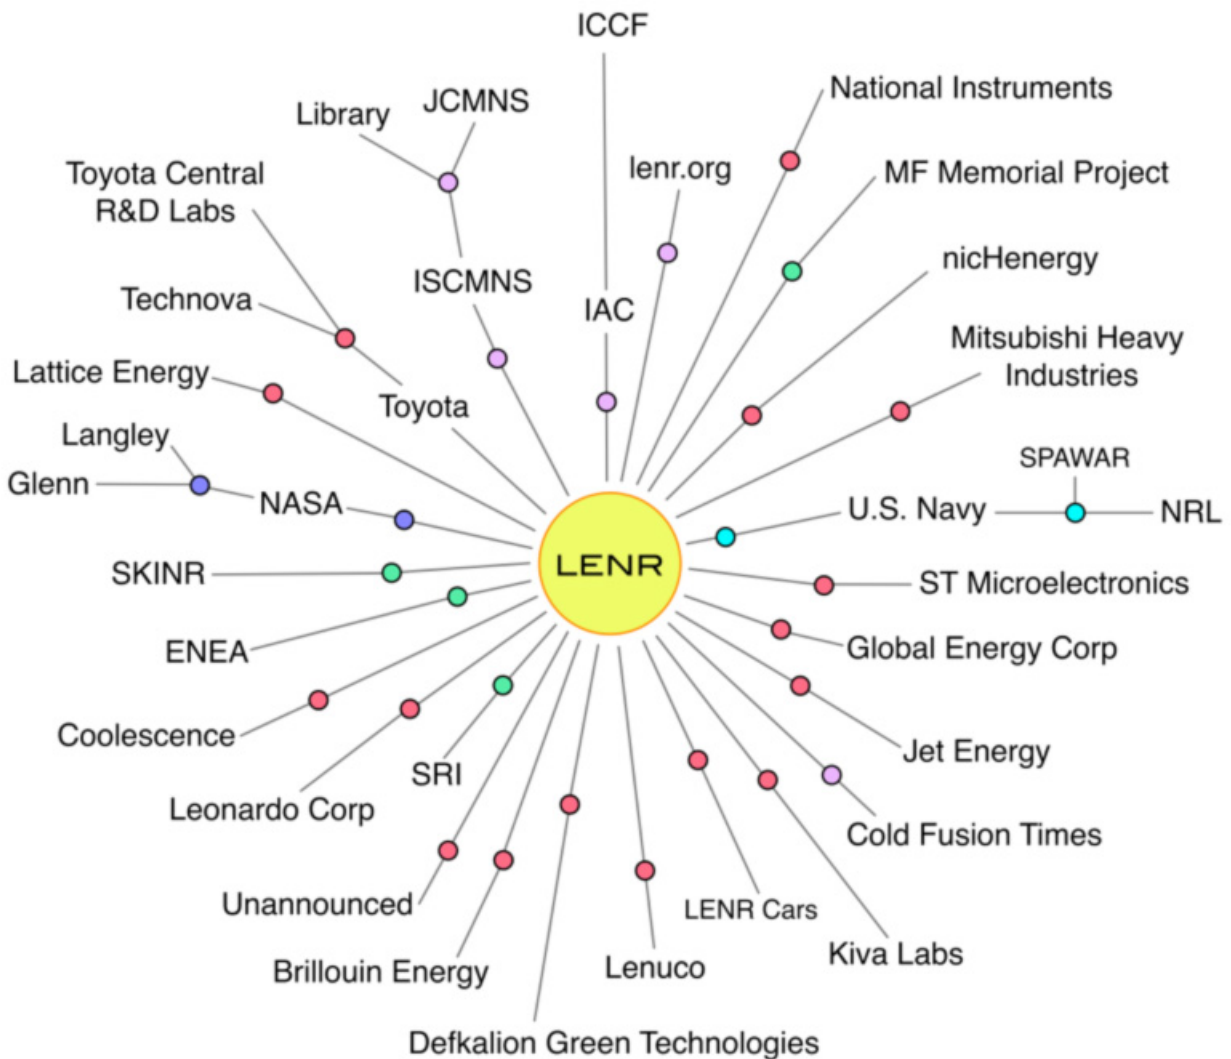 ICCF
National Instruments
JCMNS
Library
lenr.org
MF Memorial Project
Toyota Central
R&D Labs
nicHenergy
ISCMNS
Technova
IAC
Mitsubishi Heavy
Industries
Lattice Energy
Toyota
Langley
SPAWAR
Glenn
NASA
U.S. Navy
NRL
LENR
SKINR
ST Microelectronics
ENEA
Global Energy Corp
Coolescence
Jet Energy
SRI
Leonardo Corp
Cold Fusion Times
Unannounced
LENR Cars
Kiva Labs
Brillouin Energy
Lenuco
Defkalion Green Technologies